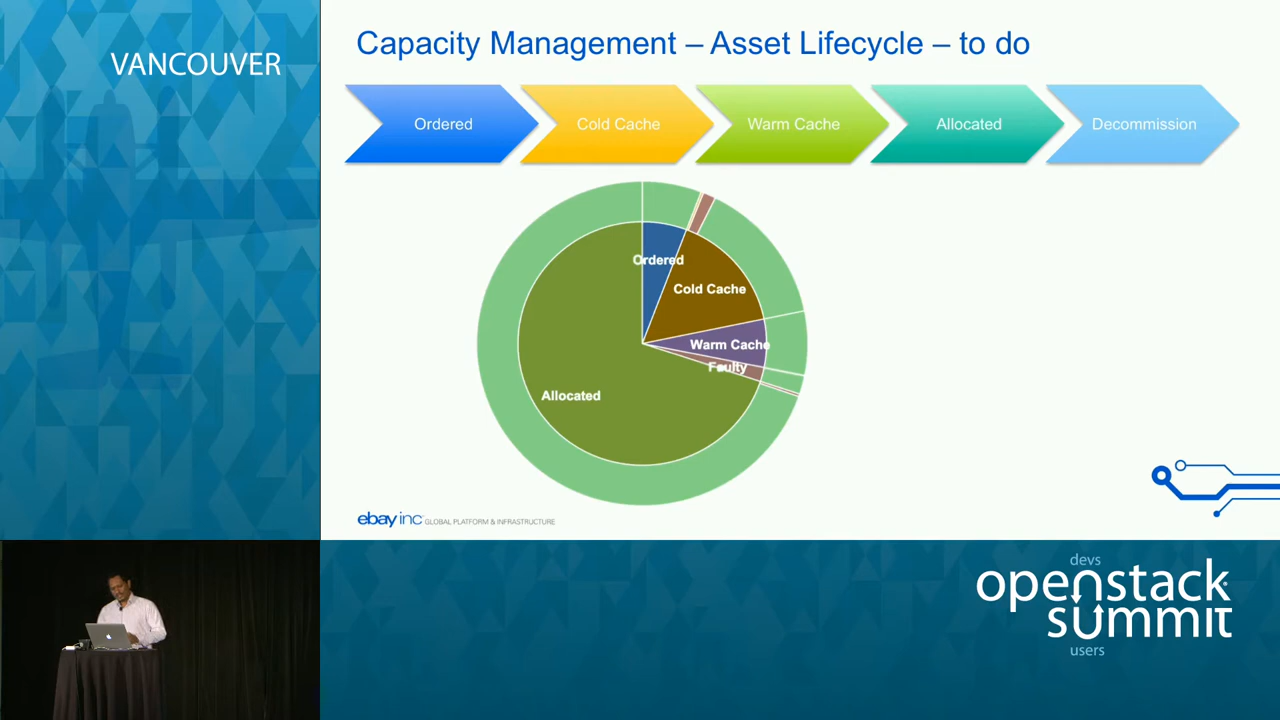 VANCOUVER
Capacity Management – Asset Lifecycle – to do
Ordered
Cold Cache
Warm Cache
Allocated
Decommission
Ordered
Cold Cache
Warm Cache
Faulty
Allocated
ebay inc GLOBAL PLATFORM & INFRASTRUCTURE
devs
openstack
summit
users